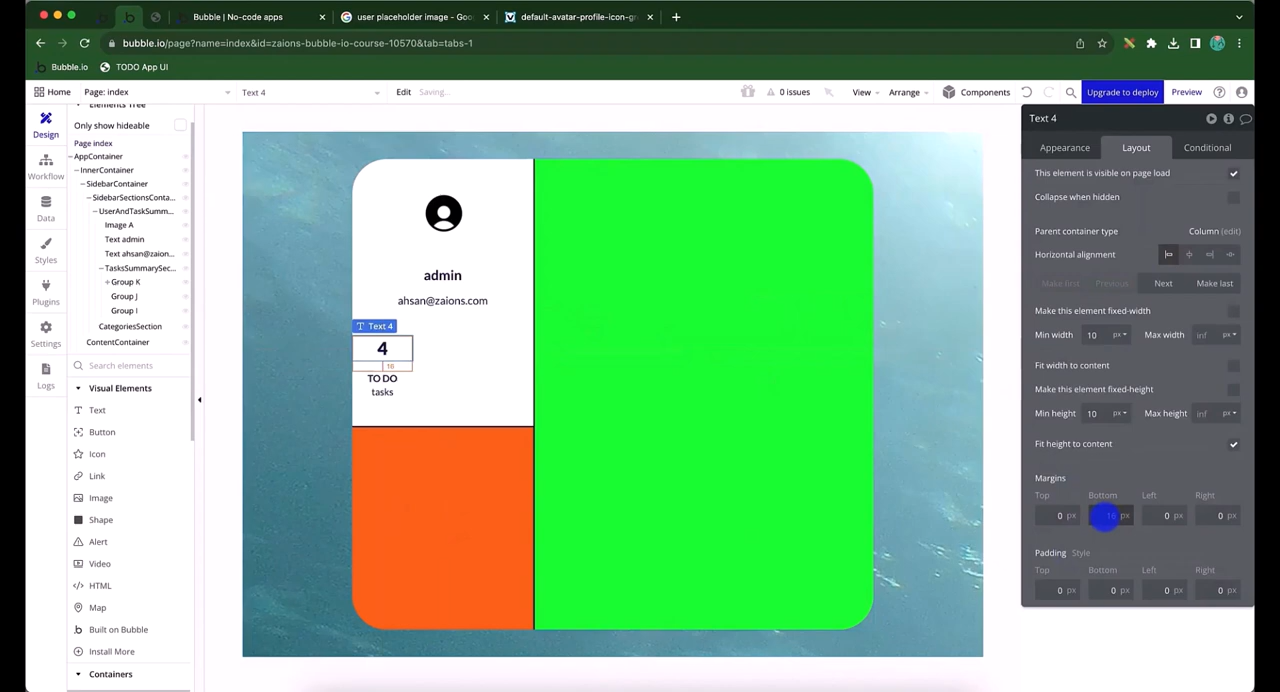 Bubble | No-code apps
user placeholder image - Goo
default-avatar-profile-icon-gr
bubble.io/page?name=index&id=zaions-bubble-io-course-10570&tab=tabs-1
Bubble.io
TODO App UI
Home
Page: index
Text 4
Edit
Saving...
0 issues
View
Arrange
Components
Upgrade to deploy
Preview
Design
Workflow
Data
Styles
Plugins
Settings
Logs
Elements Tree
Only show hideable
Page index
AppContainer
InnerContainer
SidebarContainer
SidebarSectionsConta...
UserAndTaskSumm...
Image A
Text admin
Text ahsan@zaion...
TasksSummarySec...
Group K
Group J
Group I
CategoriesSection
ContentContainer
Search elements
Visual Elements
Text
Button
Icon
Link
Image
Shape
Alert
Video
HTML
Map
Built on Bubble
Install More
Containers
admin
ahsan@zaions.com
Text 4
4
16
TO DO
tasks
Text 4
Appearance
Layout
Conditional
This element is visible on page load
Collapse when hidden
Parent container type Column (edit)
Horizontal alignment
Make first Previous Next Make last
Make this element fixed-width
Min width 10 px Max width inf px
Fit width to content
Make this element fixed-height
Min height 10 px Max height inf px
Fit height to content
Margins
Top Bottom Left Right
0 px 16 px 0 px 0 px
Padding Style
Top Bottom Left Right
0 px 0 px 0 px 0 px